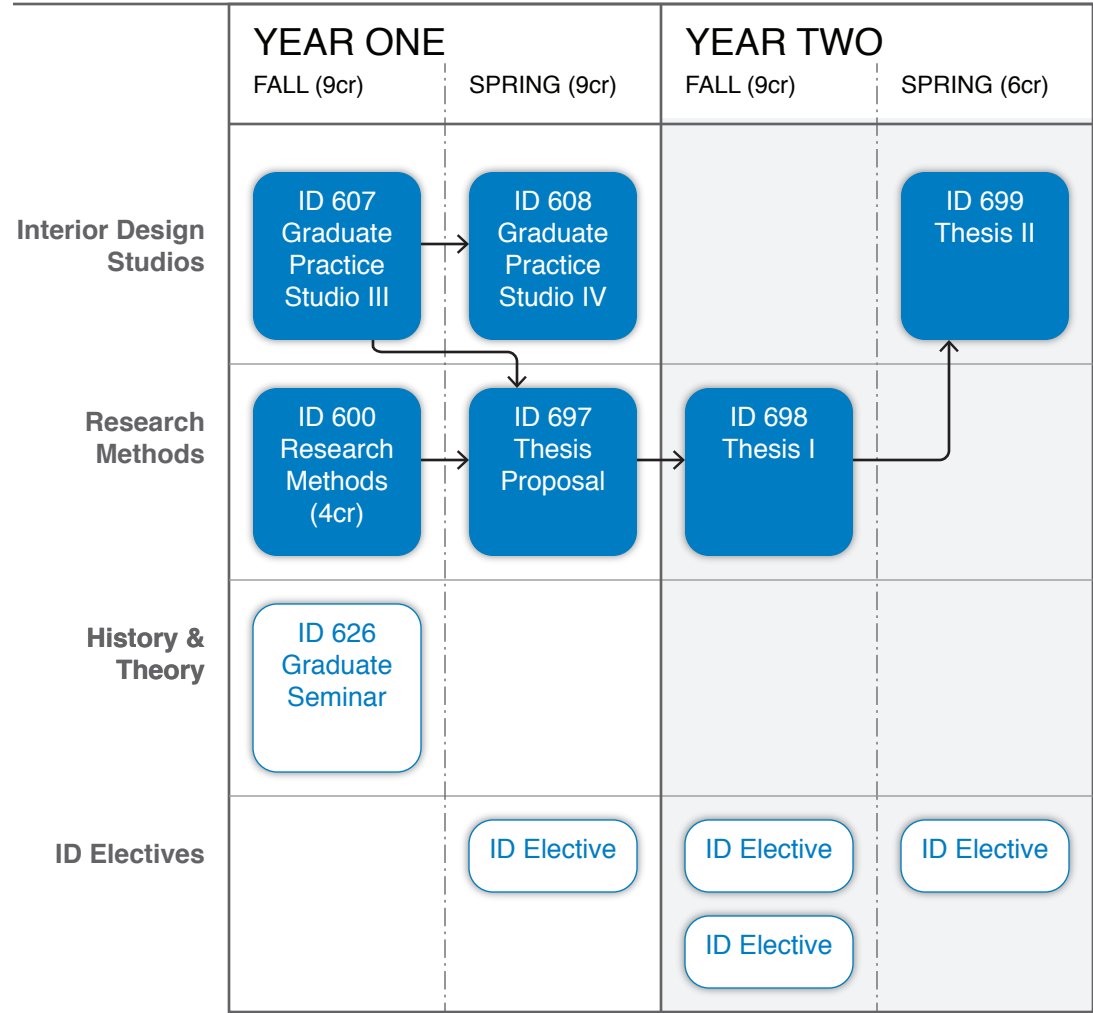 YEAR ONE
YEAR TWO
FALL (9cr)
SPRING (9cr)
FALL (9cr)
SPRING (6cr)
Interior Design
Studios
ID 607
Graduate
Practice
Studio III
ID 608
Graduate
Practice
Studio IV
ID 699
Thesis II
Research
Methods
ID 600
Research
Methods
(4cr)
ID 697
Thesis
Proposal
ID 698
Thesis I
History &
Theory
ID 626
Graduate
Seminar
ID Electives
ID Elective
ID Elective
ID Elective
ID Elective